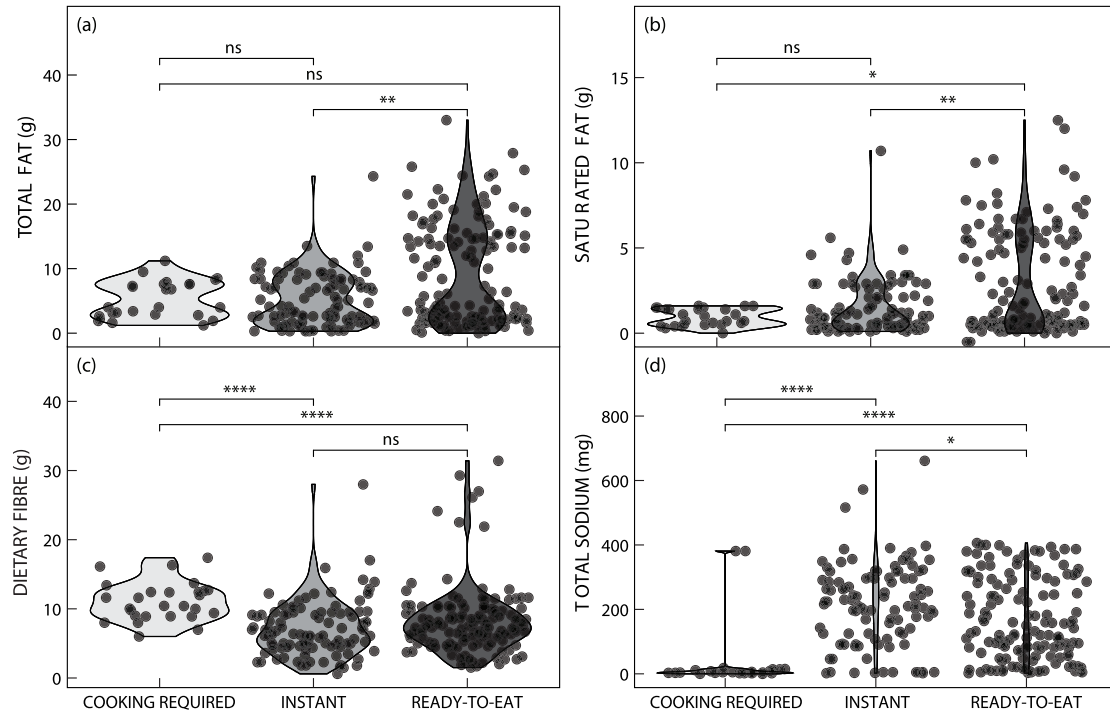 (a)
ns
ns
**
40
30
20
10
0
TOTAL FAT (g)
(b)
ns
*
**
15
10
5
0
SATU RATED FAT (g)
(c)
****
****
ns
40
30
20
10
0
DIETARY FIBRE (g)
COOKING REQUIRED INSTANT READY-TO-EAT
(d)
****
****
*
800
600
400
200
0
T OTAL SODIUM (mg)
COOKING REQUIRED INSTANT READY-TO-EAT